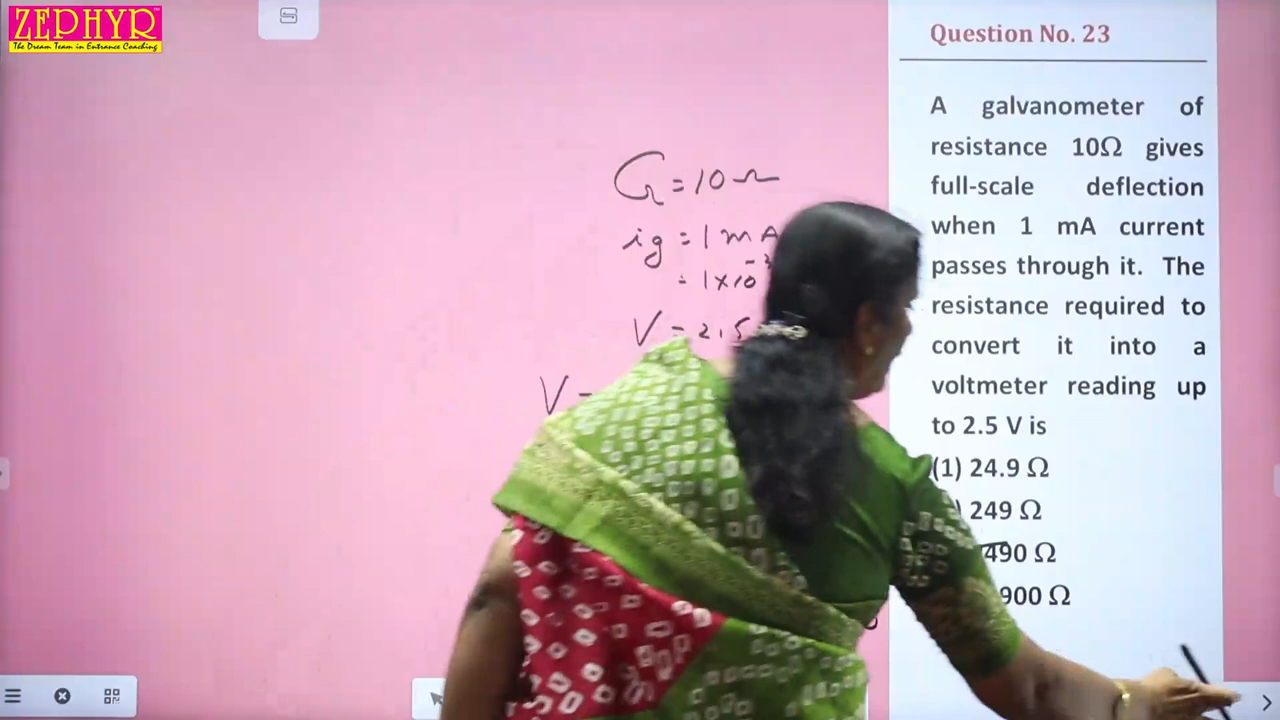 ZEPHYR™
The Dream Team in Entrance Coaching
Question No. 23
A galvanometer of
resistance 10Ω gives
full-scale deflection
when 1 mA current
passes through it. The
resistance required to
convert it into a
voltmeter reading up
to 2.5 V is
(1) 24.9 Ω
) 249 Ω
490 Ω
900 Ω
G = 10 Ω
ig = 1 mA
= 1×10⁻³
V = 2.5
V =